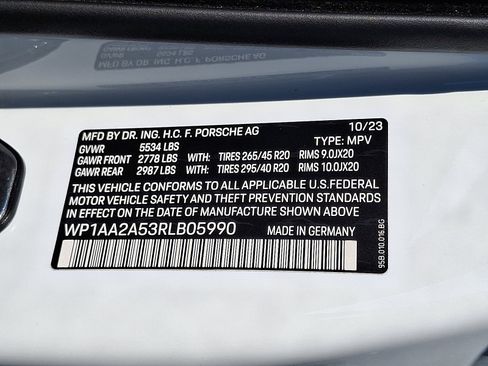 MFD BY DR. ING. H.C. F. PORSCHE AG 10/23
GVWR 5534 LBS TYPE: MPV
GAWR FRONT 2778 LBS WITH: TIRES 265/45 R20 RIMS 9.0JX20
GAWR REAR 2987 LBS WITH: TIRES 295/40 R20 RIMS 10.0JX20
THIS VEHICLE CONFORMS TO ALL APPLICABLE U.S.FEDERAL
MOTOR VEHICLE SAFETY AND THEFT PREVENTION STANDARDS
IN EFFECT ON THE DATE OF MANUFACTURE SHOWN ABOVE.
WP1AA2A53RLB05990 MADE IN GERMANY
95B.010.016.BG